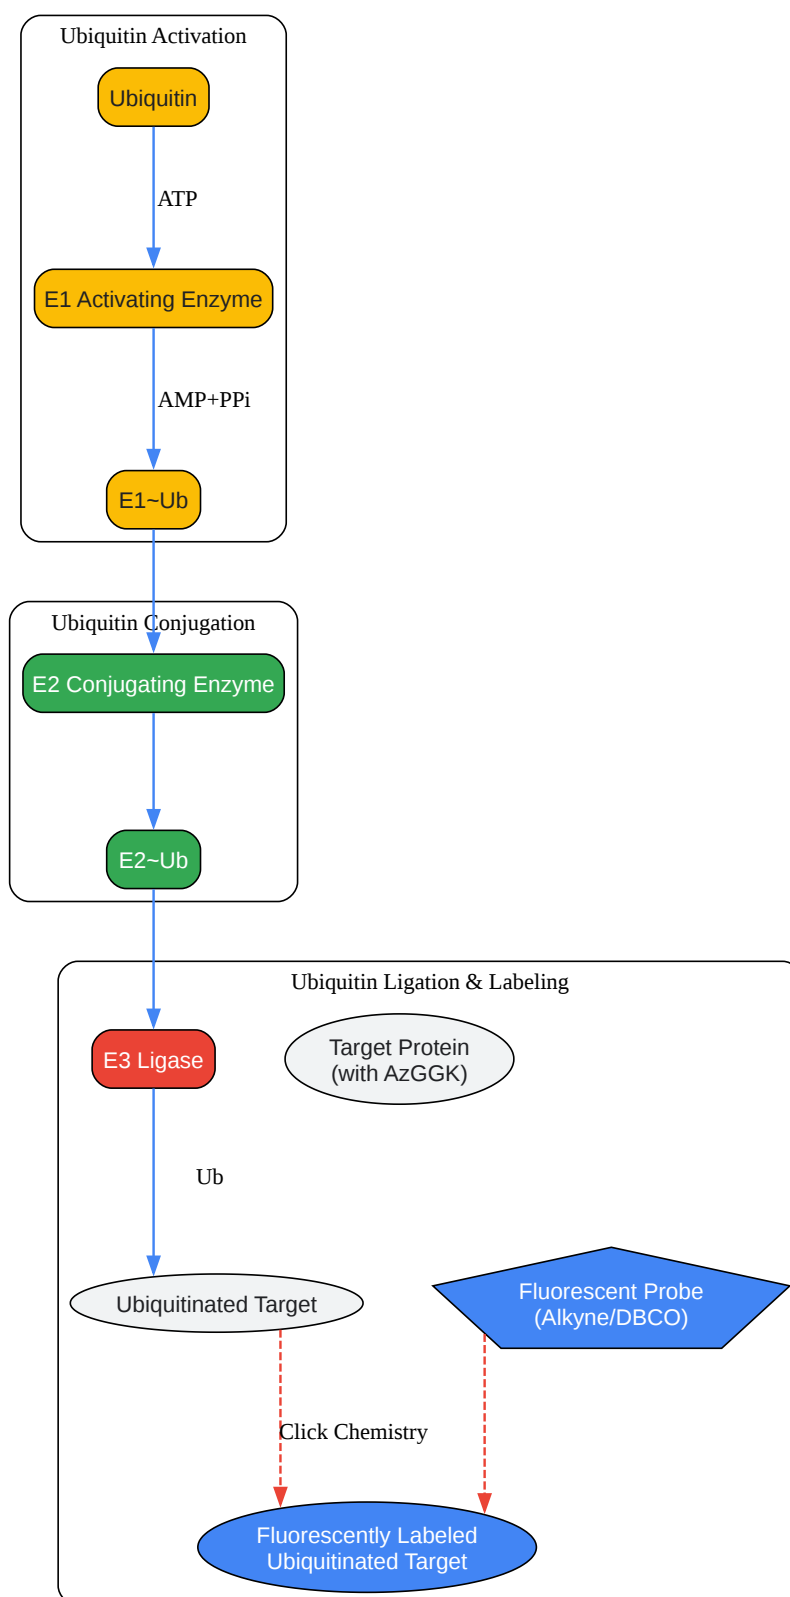 Ubiquitin Activation
Ubiquitin
ATP
E1 Activating Enzyme
AMP+PPi
E1~Ub
Ubiquitin Conjugation
E2 Conjugating Enzyme
E2~Ub
Ubiquitin Ligation & Labeling
E3 Ligase
Target Protein
(with AzGGK)
Ub
Ubiquitinated Target
Fluorescent Probe
(Alkyne/DBCO)
Click Chemistry
Fluorescently Labeled
Ubiquitinated Target